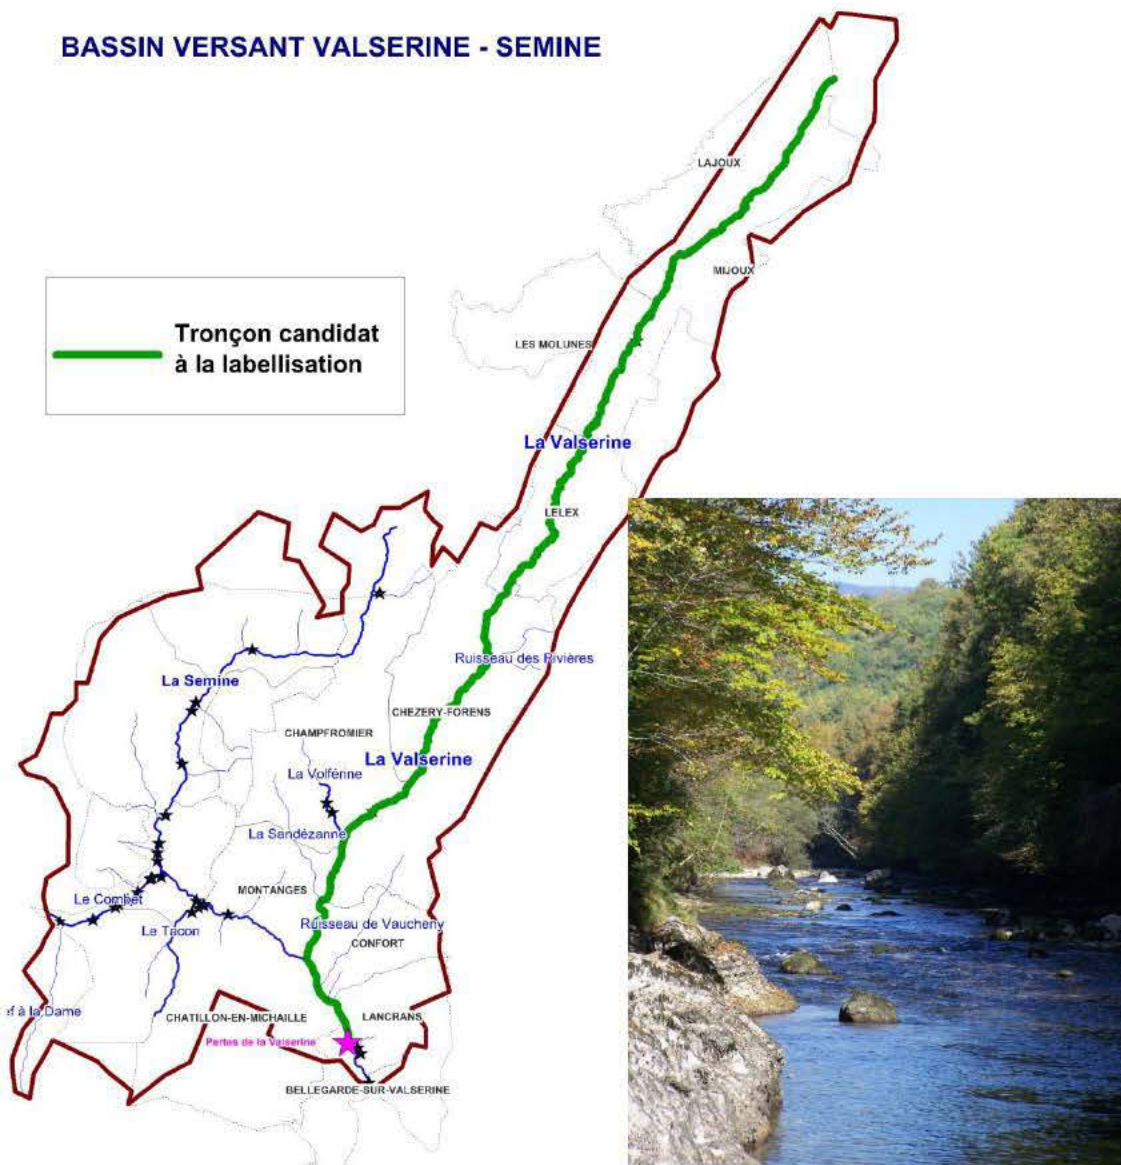 BASSIN VERSANT VALSERINE - SEMINE
LAJOUX
MIJOUX
Tronçon candidat
à la labellisation
LES MOLUNES
La Valserine
LELEX
Ruisseau des Rivières
La Semine
CHEZERY-FORENS
CHAMPFROMIER
La Valserine
La Volférine
La Sandézanne
Le Combet
MONTANGES
Le Tacon
Ruisseau de Vaucheny
CONFORT
ef à la Dame
CHATILLON-EN-MICHAILLE
LANCRANS
Pertes de la Valserine
BELLEGARDE-SUR-VALSERINE